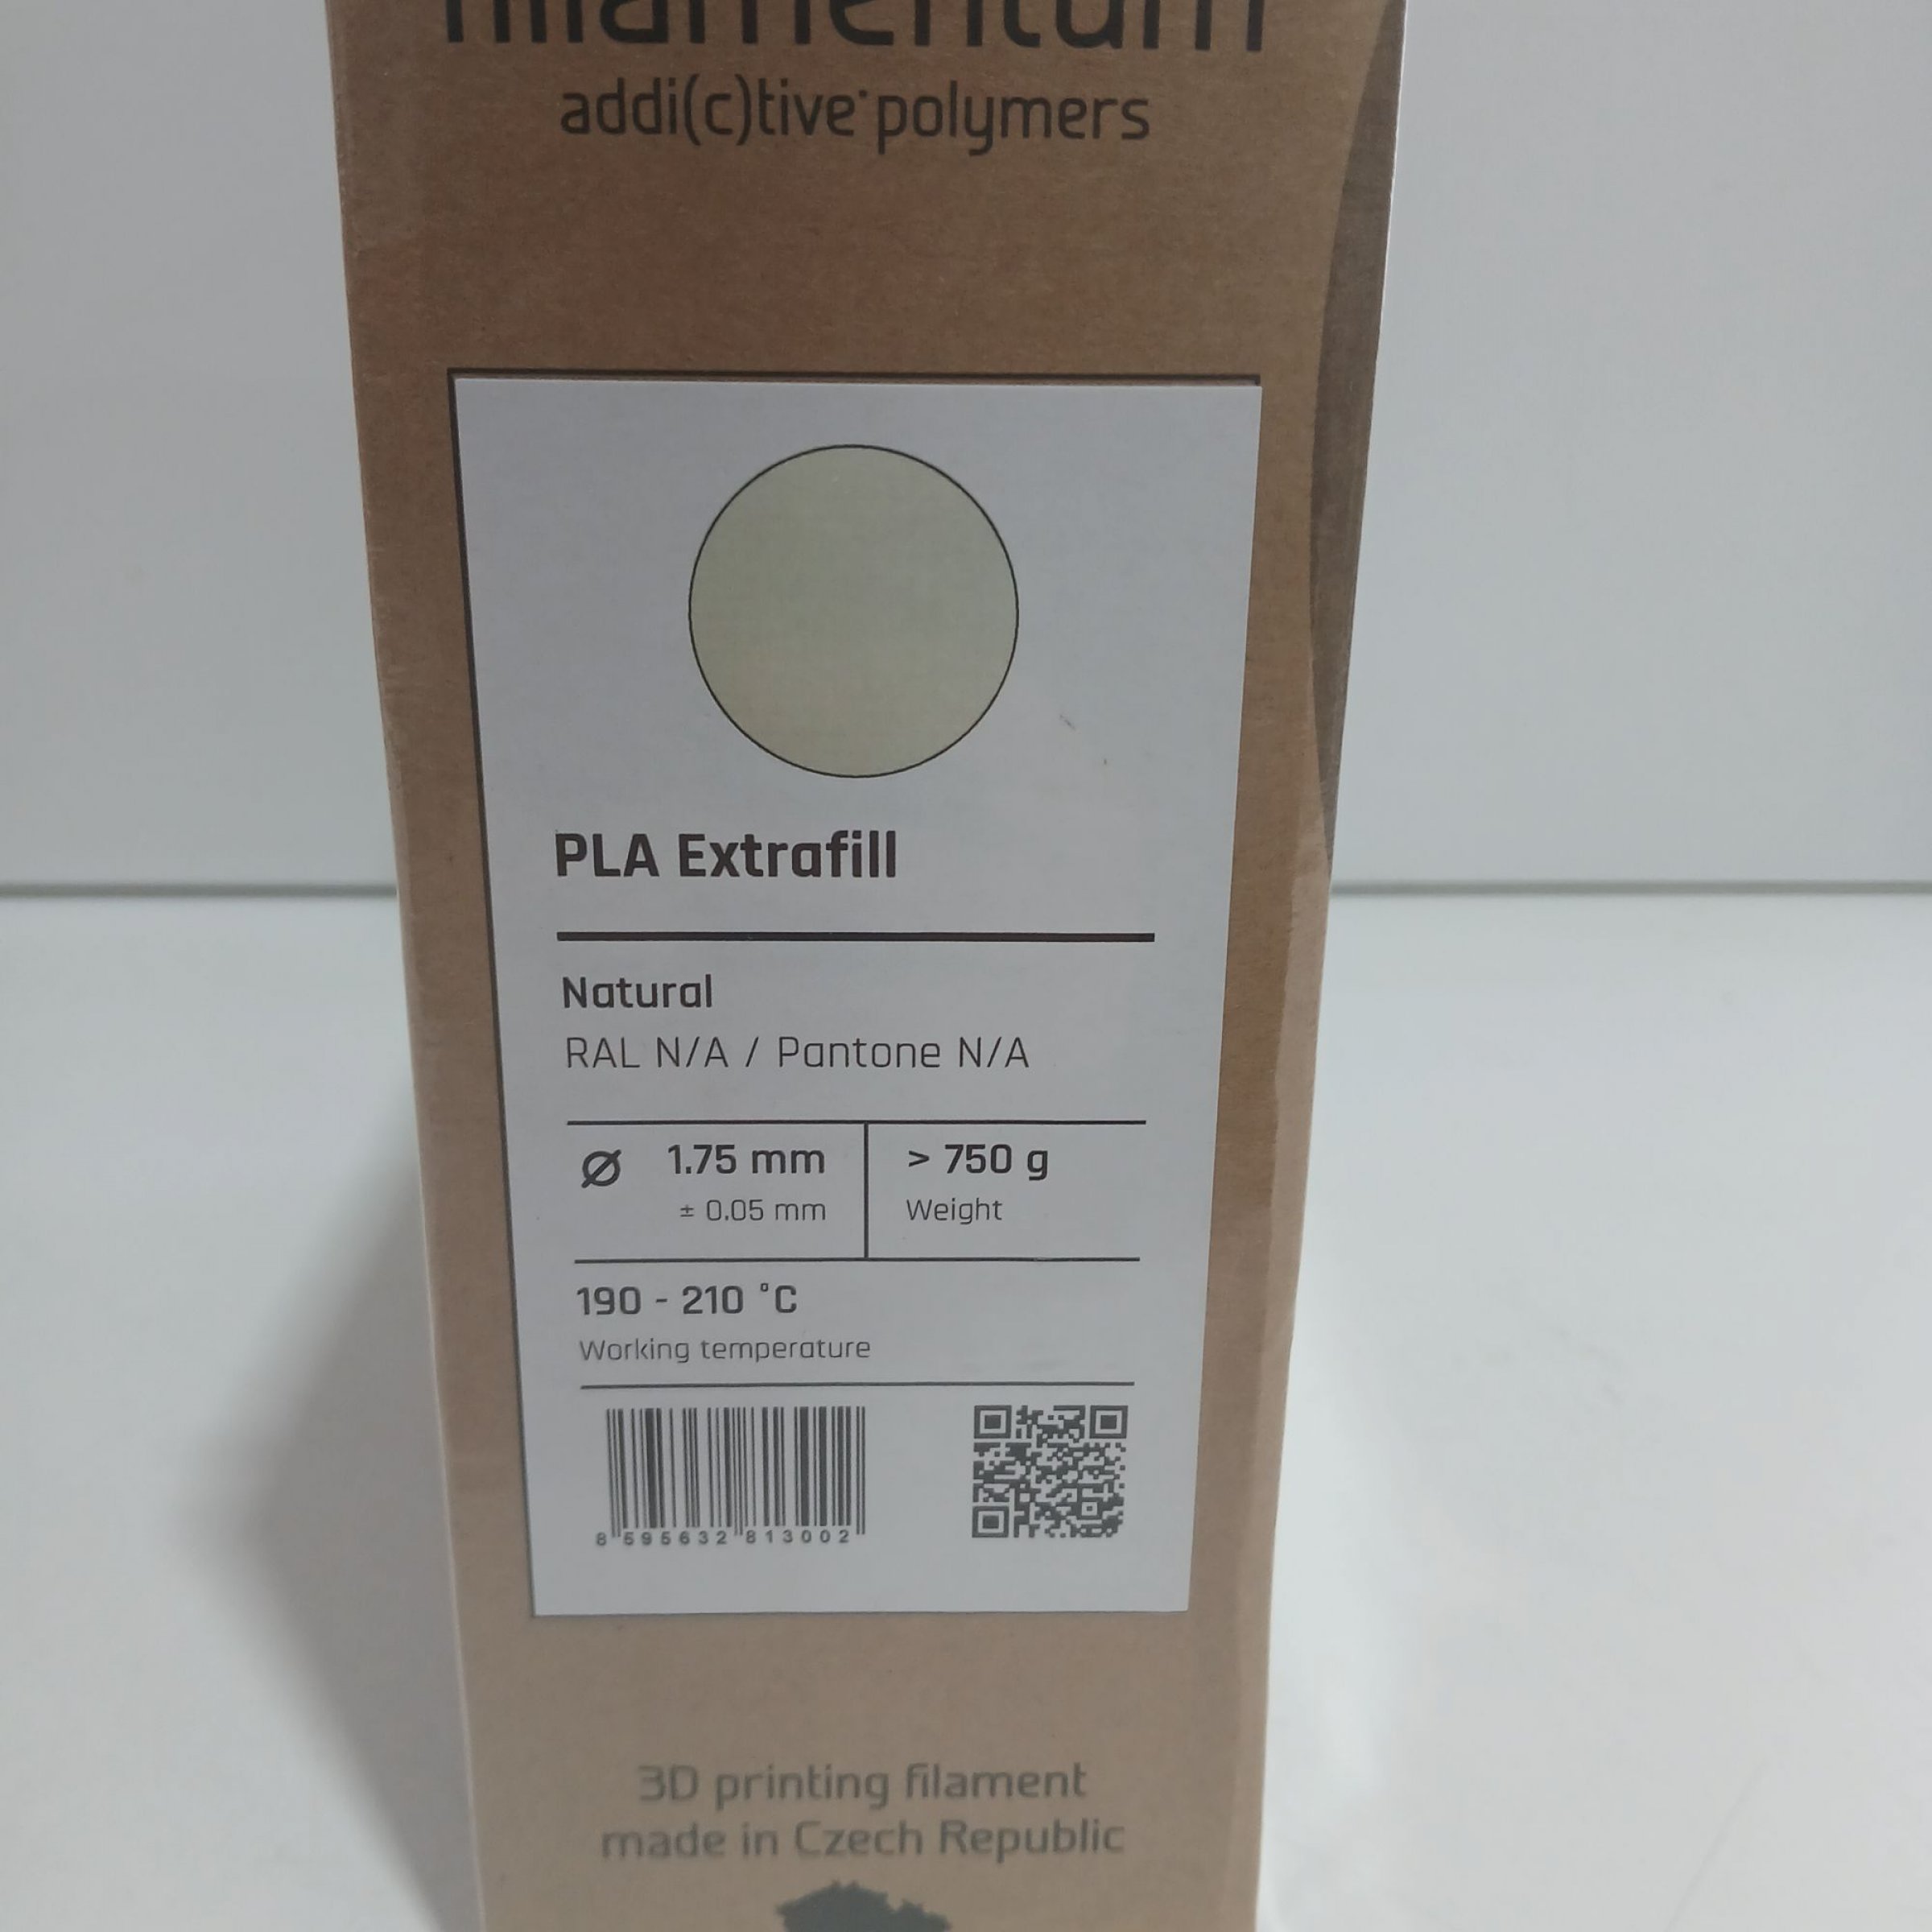 fillamentum
addi(c)tive polymers
PLA Extrafill
Natural
RAL N/A / Pantone N/A
Ø 1.75 mm > 750 g
± 0.05 mm Weight
190 - 210 °C
Working temperature
8 595632 813002
3D printing filament
made in Czech Republic